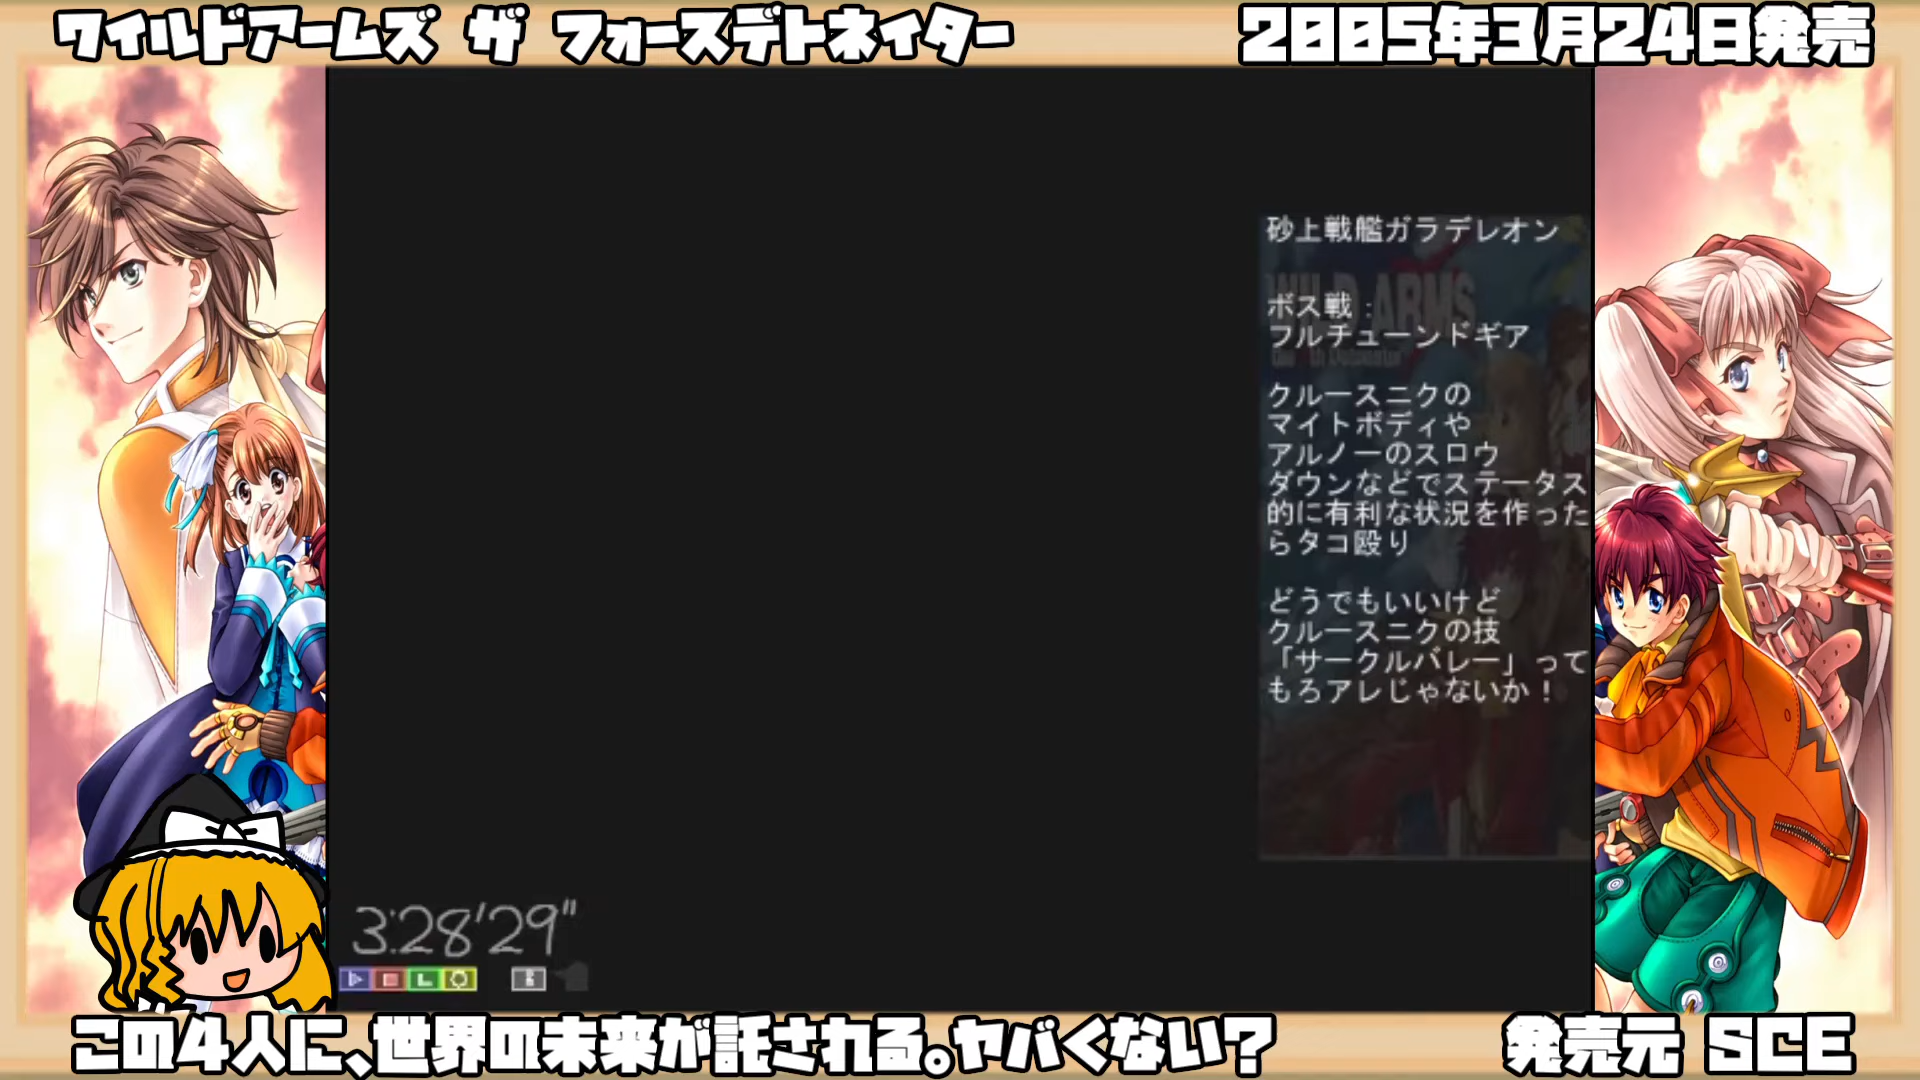 ワイルドアームズ ザ フォースデトネイター
2005年3月24日発売
砂上戦艦ガラデレオン
WILD ARMS
ボス戦：
フルチューンドギア
クルースニクの
マイトボディや
アルノーのスロウ
ダウンなどでステータス
的に有利な状況を作った
らタコ殴り
どうでもいいけど
クルースニクの技
「サークルバレー」って
もろアレじゃないか！
3:28'29"
この4人に、世界の未来が託される。ヤバくない？
発売元 SCE